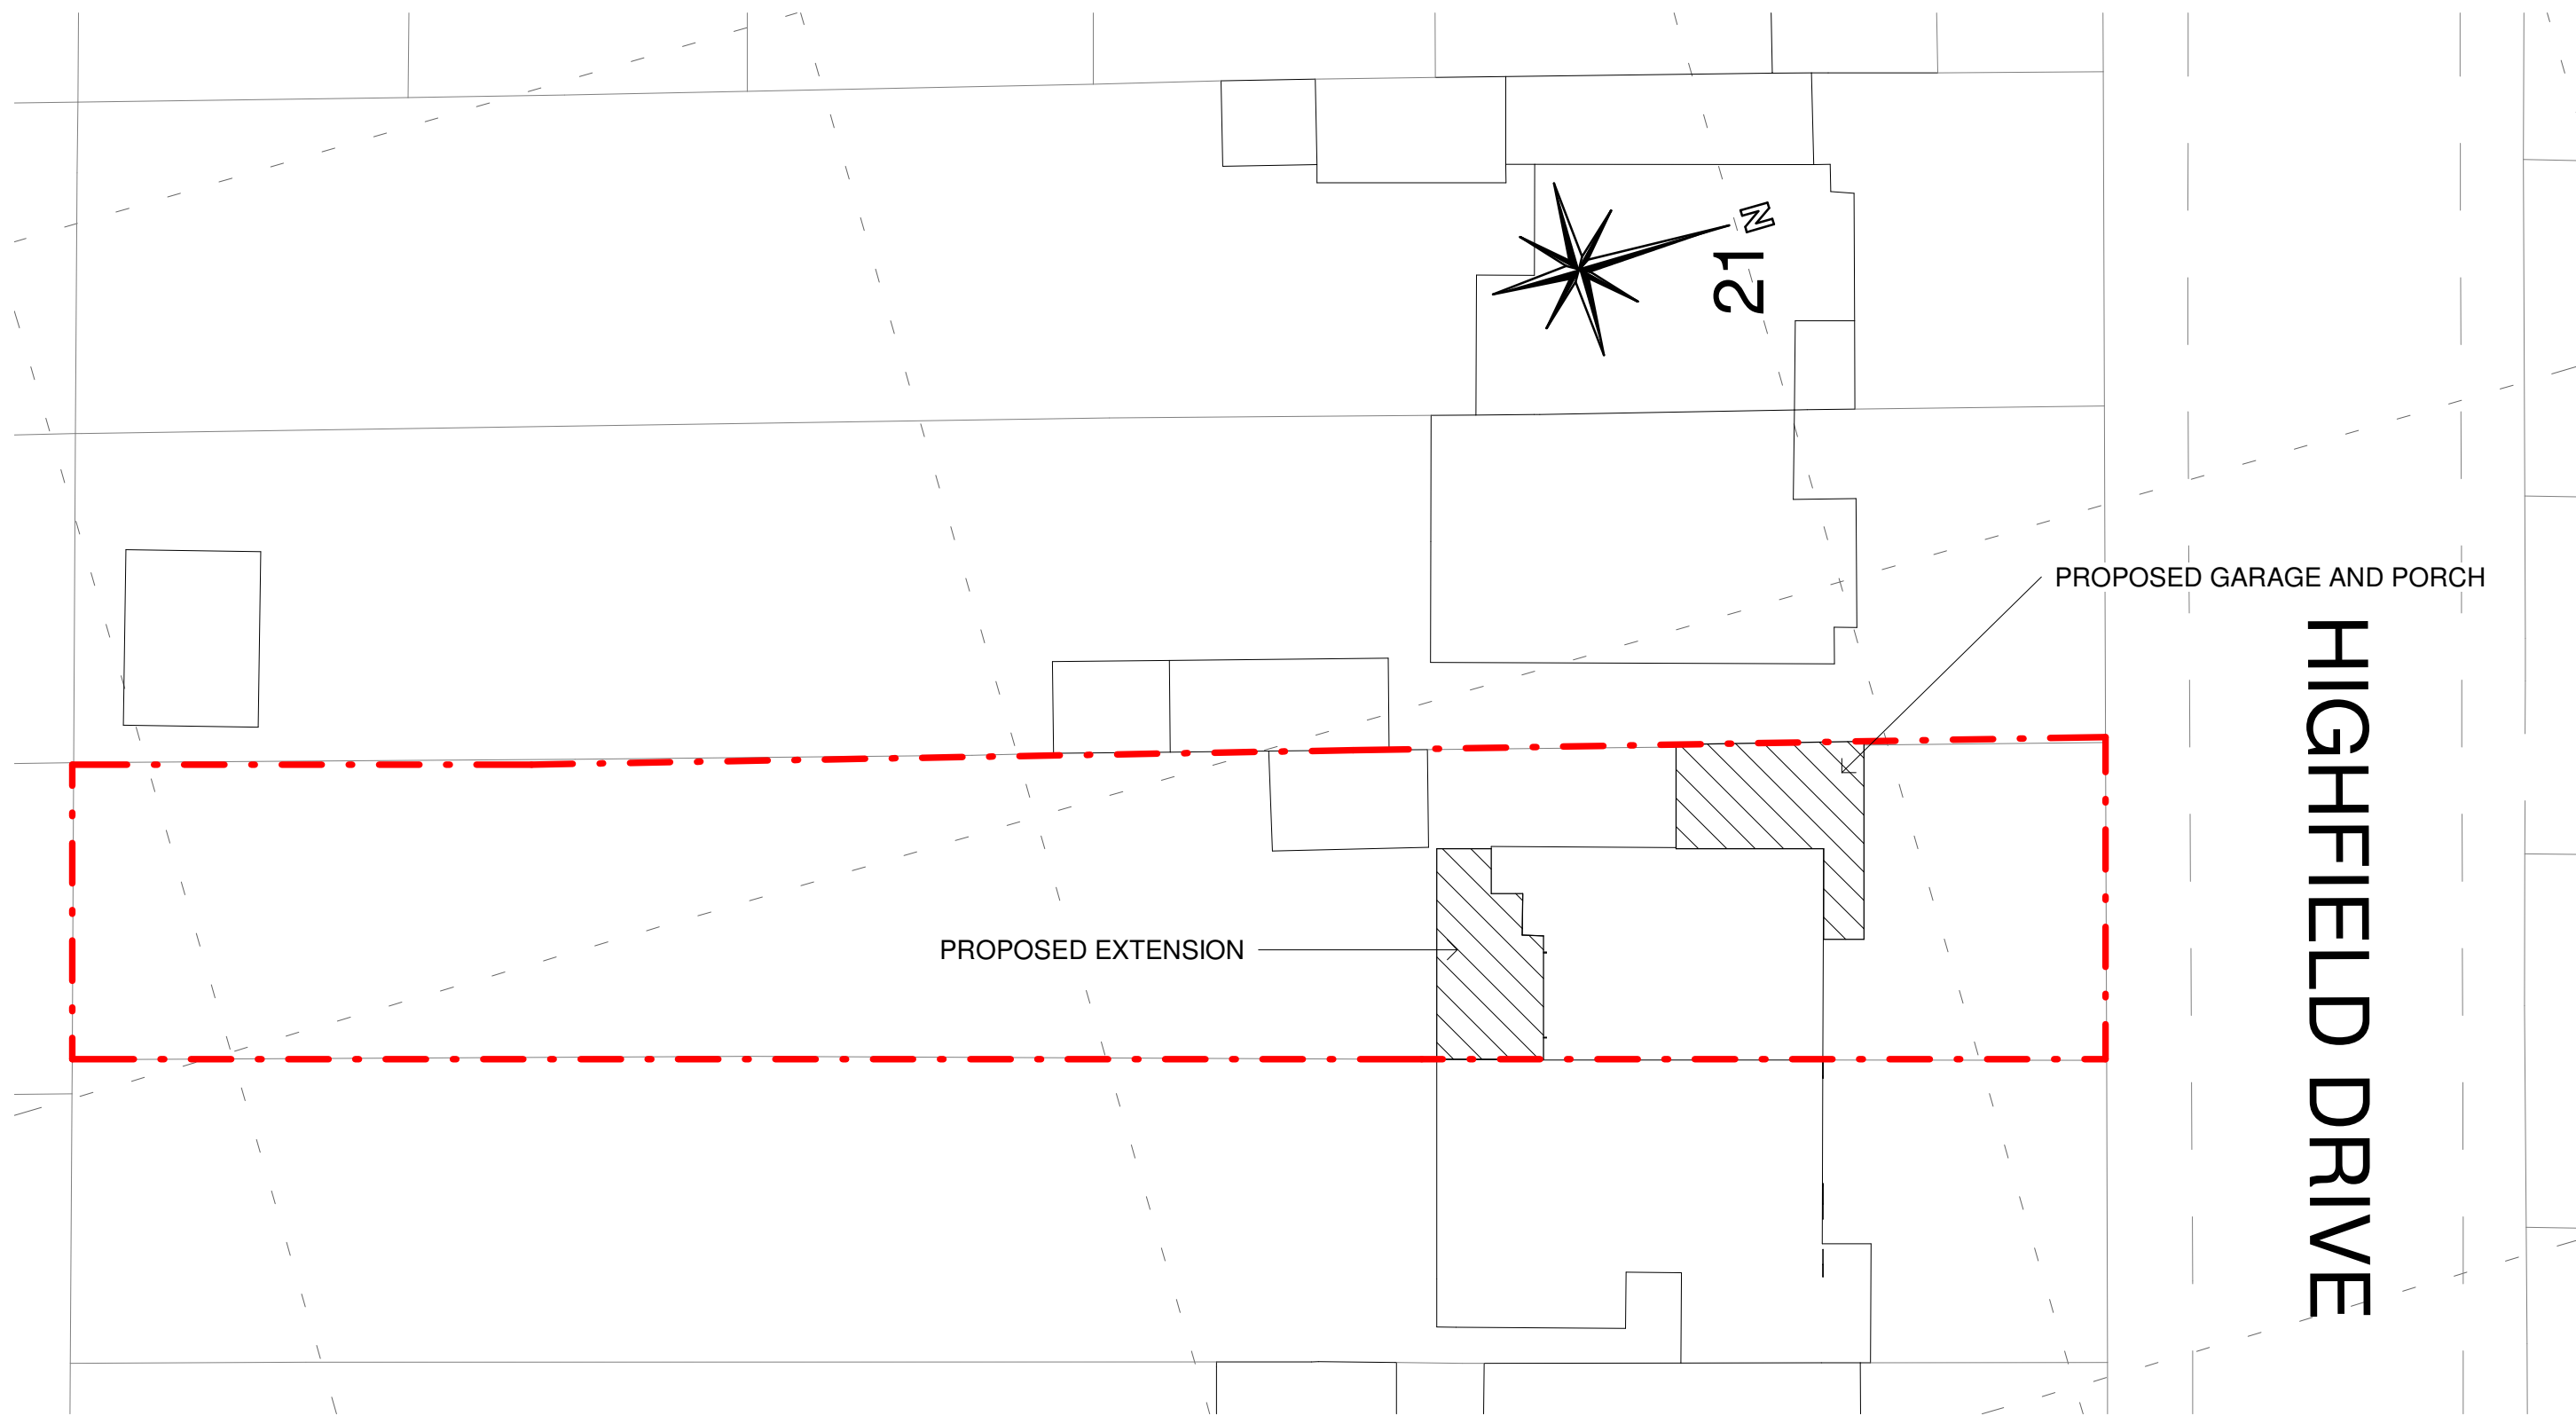 N
21
PROPOSED GARAGE AND PORCH
HIGHFIELD DRIVE
PROPOSED EXTENSION